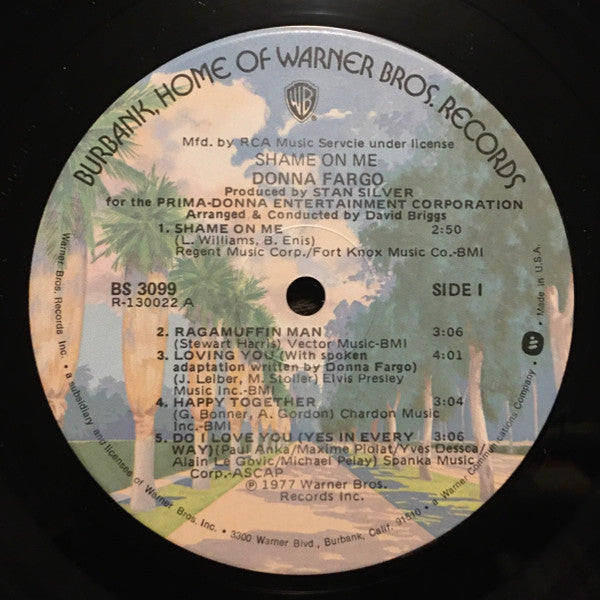 BURBANK, HOME OF WARNER BROS. RECORDS
WB
Mfd. by RCA Music Servcie under license
SHAME ON ME
DONNA FARGO
Produced by STAN SILVER
for the PRIMA-DONNA ENTERTAINMENT CORPORATION
Arranged & Conducted by David Briggs
1. SHAME ON ME 2:50
(L. Williams, B. Enis)
Regent Music Corp./Fort Knox Music Co.-BMI
BS 3099 SIDE I
R-130022 A
2. RAGAMUFFIN MAN 3:06
(Stewart Harris) Vector Music-BMI
3. LOVING YOU (With spoken 4:01
adaptation written by Donna Fargo)
(J. Leiber, M. Stoller) Elvis Presley
Music Inc.-BMI
4. HAPPY TOGETHER 3:04
(G. Bonner, A. Gordon) Chardon Music
Inc.-BMI
5. DO I LOVE YOU (YES IN EVERY 3:06
WAY)(Paul Anka/Maxime Piolat/Yves Dessca/
Alain Le Govic/Michael Pelay) Spanka Music
Corp.-ASCAP
℗ 1977 Warner Bros.
Records Inc.
Warner Bros. Records Inc. • a subsidiary and licensee of Warner Bros. Inc. • 3300 Warner Blvd., Burbank, Calif. 91510 • a Warner Communications Company. • Made in U.S.A.